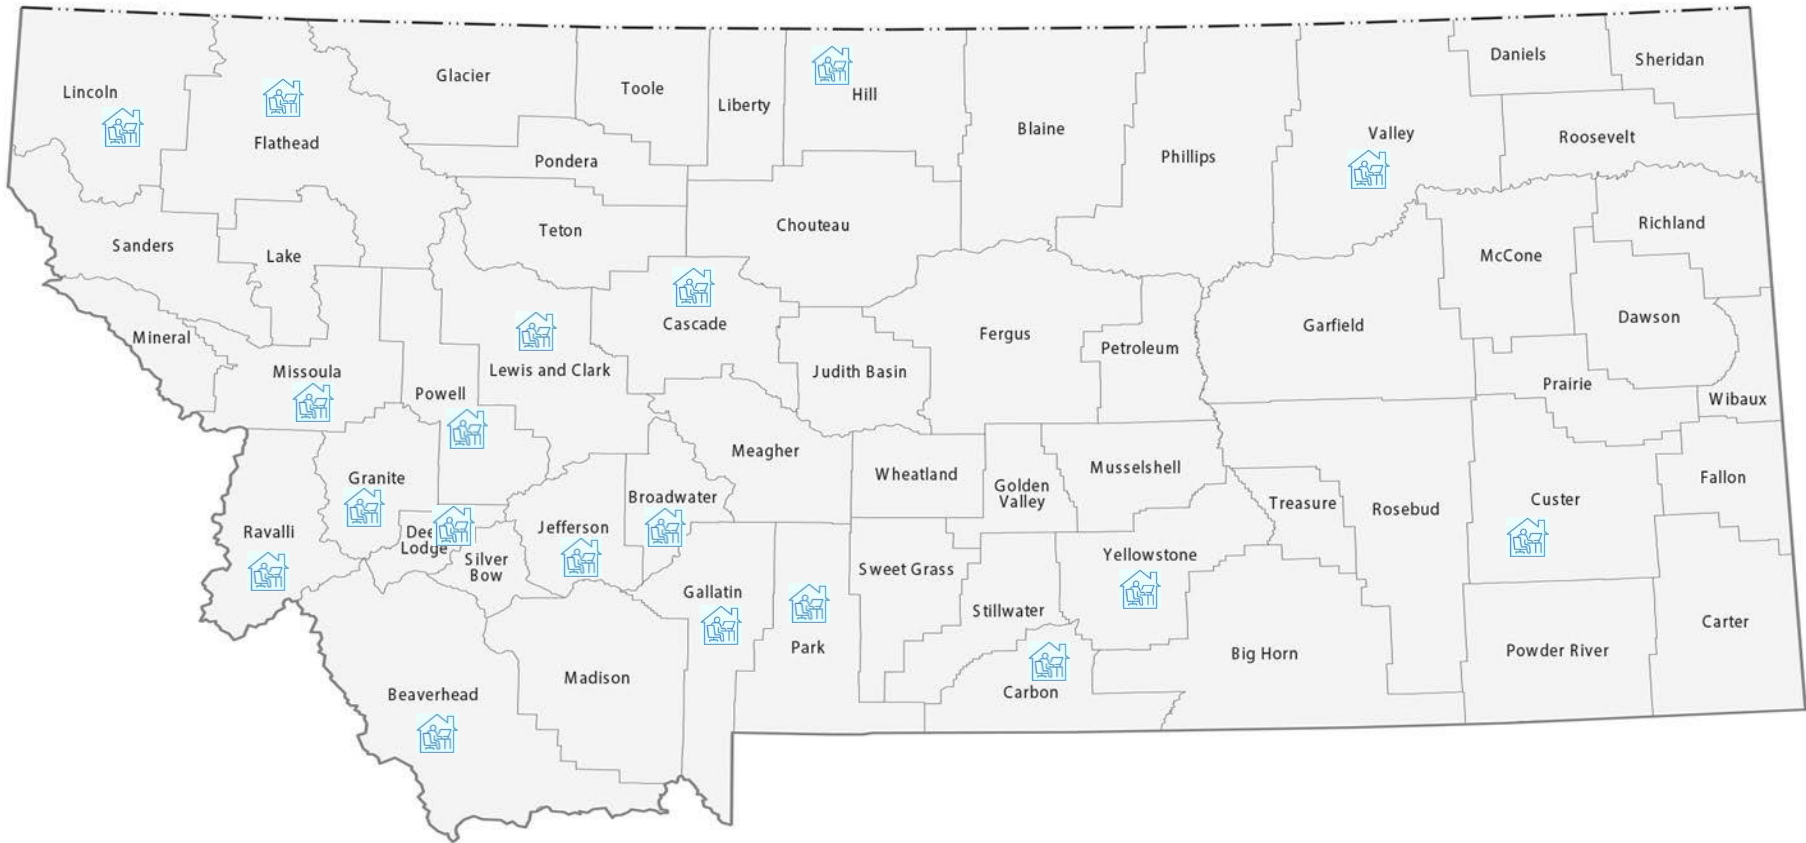 Daniels
Sheridan
Glacier
Toole
Lincoln
Hill
Liberty
Blaine
Valley
Roosevelt
Flathead
Phillips
Pondera
Richland
Chouteau
Teton
Sanders
Lake
McCone
Dawson
Cascade
Garfield
Fergus
Mineral
Petroleum
Missoula
Lewis and Clark
Judith Basin
Prairie
Powell
Wibaux
Meagher
Musselshell
Wheatland
Granite
Fallon
Golden
Valley
Broadwater
Custer
Treasure
Rosebud
Jefferson
Ravalli
Dee
Lodge
Yellowstone
Silver
Bow
Sweet Grass
Gallatin
Stillwater
Carter
Park
Powder River
Big Horn
Madison
Carbon
Beaverhead